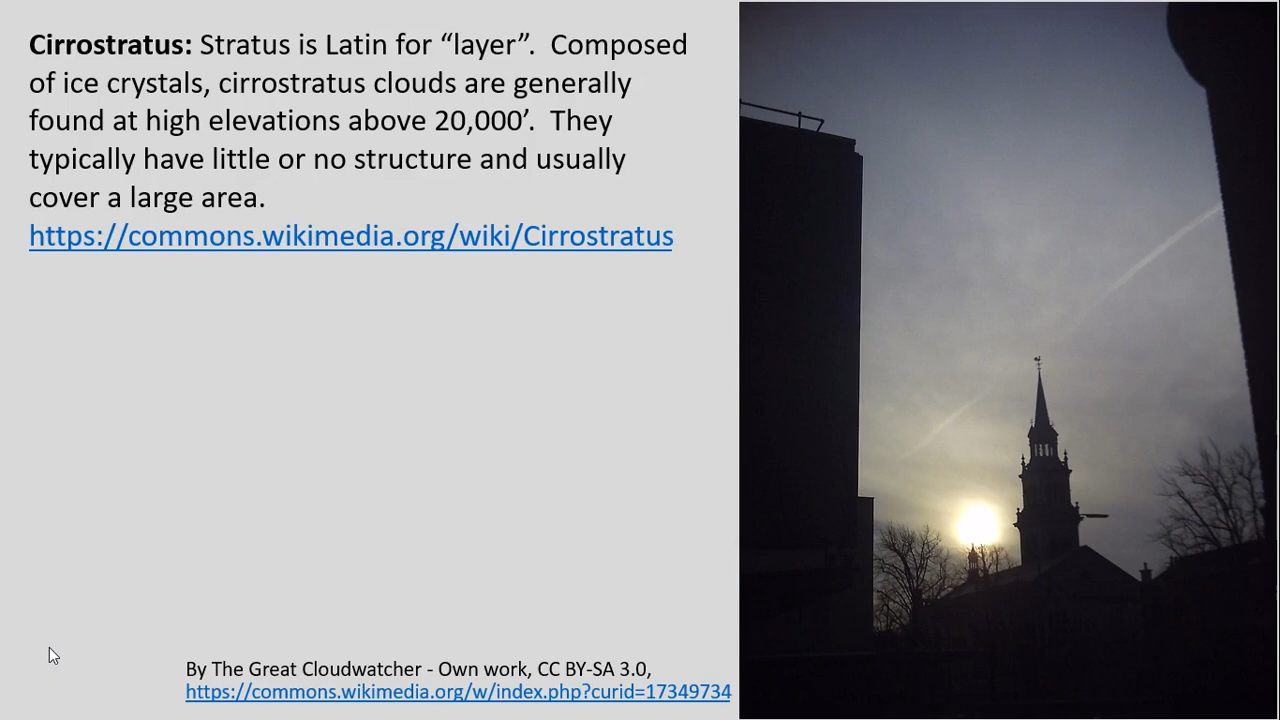 Cirrostratus: Stratus is Latin for “layer”.  Composed
of ice crystals, cirrostratus clouds are generally
found at high elevations above 20,000’.  They
typically have little or no structure and usually
cover a large area.
https://commons.wikimedia.org/wiki/Cirrostratus
By The Great Cloudwatcher - Own work, CC BY-SA 3.0,
https://commons.wikimedia.org/w/index.php?curid=17349734